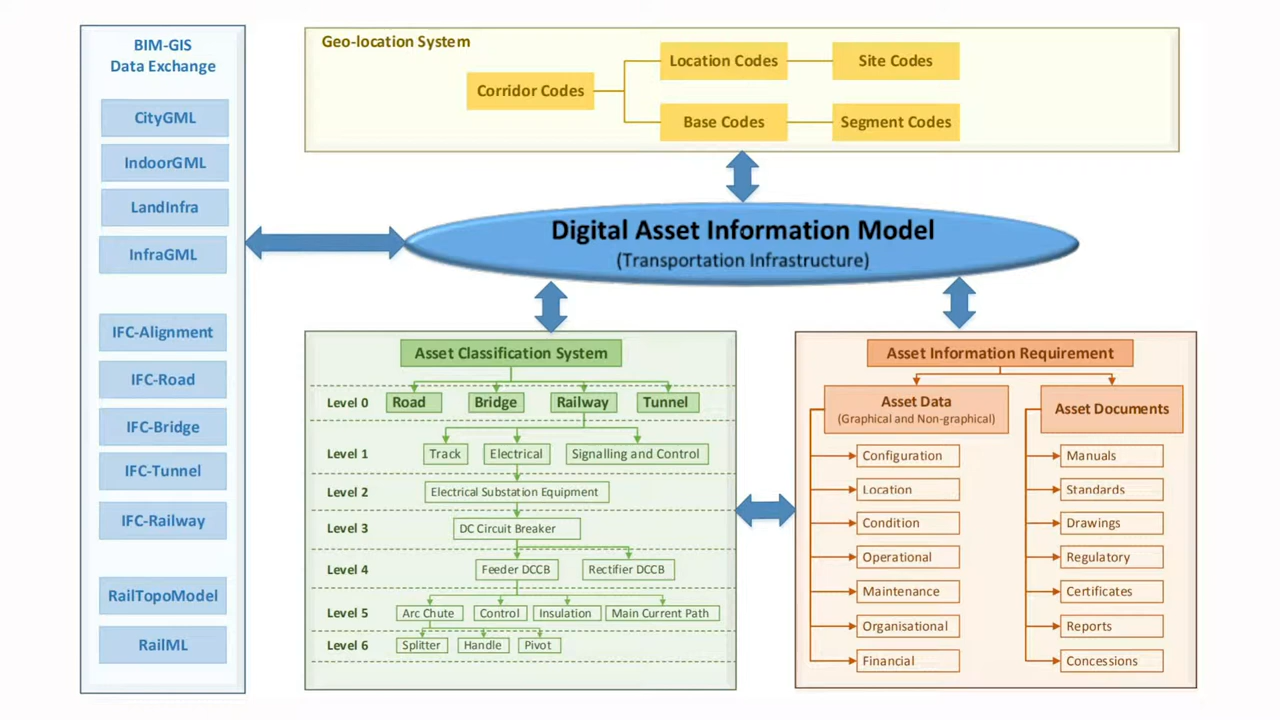 BIM-GIS
Data Exchange
CityGML
IndoorGML
LandInfra
InfraGML
IFC-Alignment
IFC-Road
IFC-Bridge
IFC-Tunnel
IFC-Railway
RailTopoModel
RailML
Geo-location System
Corridor Codes
Location Codes
Site Codes
Base Codes
Segment Codes
Digital Asset Information Model
(Transportation Infrastructure)
Asset Classification System
Level 0
Road
Bridge
Railway
Tunnel
Level 1
Track
Electrical
Signalling and Control
Level 2
Electrical Substation Equipment
Level 3
DC Circuit Breaker
Level 4
Feeder DCCB
Rectifier DCCB
Level 5
Arc Chute
Control
Insulation
Main Current Path
Level 6
Splitter
Handle
Pivot
Asset Information Requirement
Asset Data
(Graphical and Non-graphical)
Configuration
Location
Condition
Operational
Maintenance
Organisational
Financial
Asset Documents
Manuals
Standards
Drawings
Regulatory
Certificates
Reports
Concessions